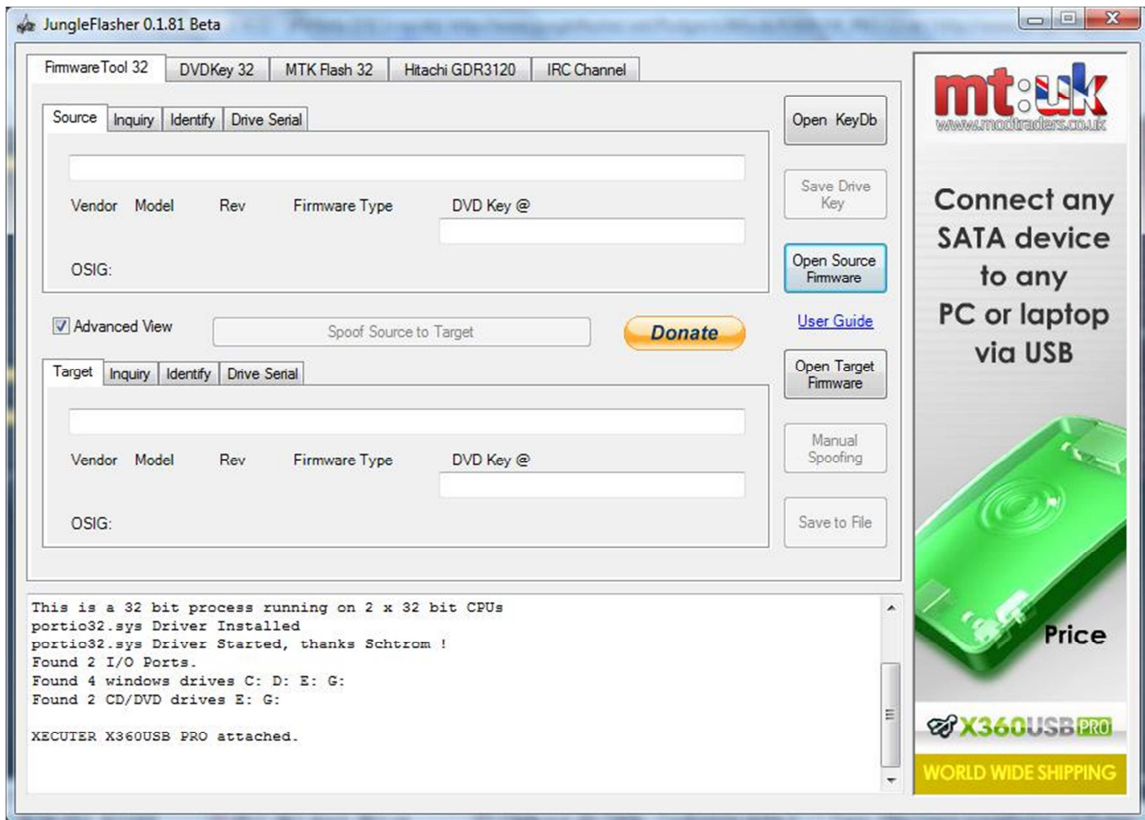 JungleFlasher 0.1.81 Beta
FirmwareTool 32
DVDKey 32
MTK Flash 32
Hitachi GDR3120
IRC Channel
Source
Inquiry
Identify
Drive Serial
Vendor
Model
Rev
Firmware Type
DVD Key @
OSIG:
Open KeyDb
Save Drive
Key
Open Source
Firmware
Advanced View
Spoof Source to Target
Donate
User Guide
Target
Inquiry
Identify
Drive Serial
Vendor
Model
Rev
Firmware Type
DVD Key @
OSIG:
Open Target
Firmware
Manual
Spoofing
Save to File
This is a 32 bit process running on 2 x 32 bit CPUs
portio32.sys Driver Installed
portio32.sys Driver Started, thanks Schtrom !
Found 2 I/O Ports.
Found 4 windows drives C: D: E: G:
Found 2 CD/DVD drives E: G:
XECUTER X360USB PRO attached.
mt:uk
www.modtraders.co.uk
Connect any
SATA device
to any
PC or laptop
via USB
Price
X360USB PRO
WORLD WIDE SHIPPING